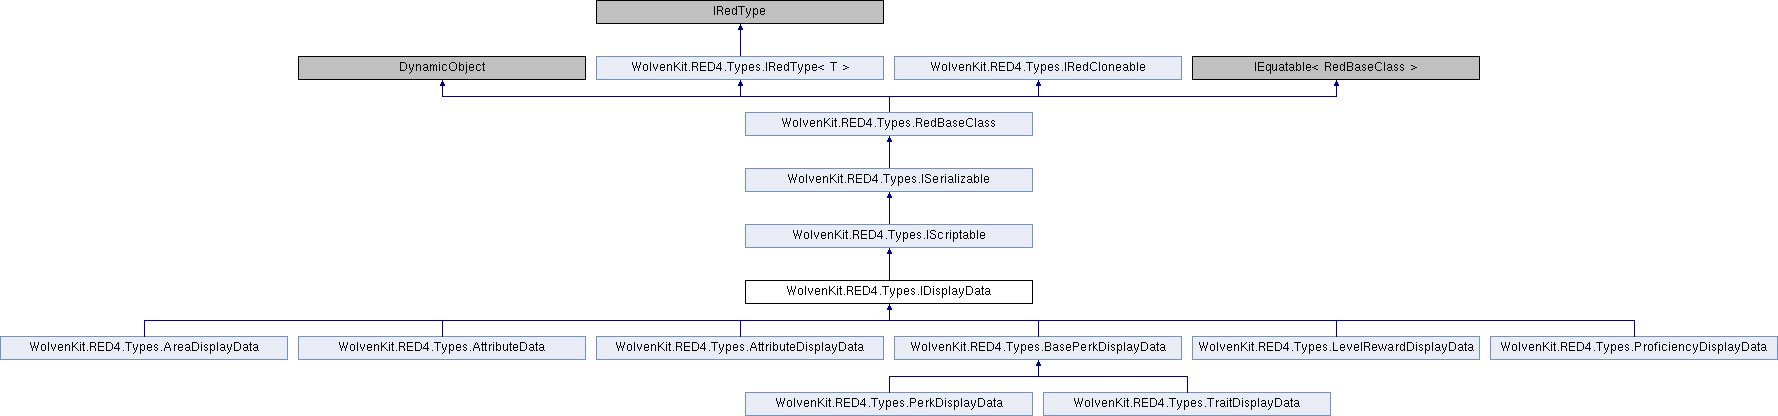 IRedType
DynamicObject
WolvenKit.RED4.Types.IRedType< T >
WolvenKit.RED4.Types.IRedCloneable
IEquatable< RedBaseClass >
WolvenKit.RED4.Types.RedBaseClass
WolvenKit.RED4.Types.ISerializable
WolvenKit.RED4.Types.IScriptable
WolvenKit.RED4.Types.IDisplayData
WolvenKit.RED4.Types.AreaDisplayData
WolvenKit.RED4.Types.AttributeData
WolvenKit.RED4.Types.AttributeDisplayData
WolvenKit.RED4.Types.BasePerkDisplayData
WolvenKit.RED4.Types.LevelRewardDisplayData
WolvenKit.RED4.Types.ProficiencyDisplayData
WolvenKit.RED4.Types.PerkDisplayData
WolvenKit.RED4.Types.TraitDisplayData